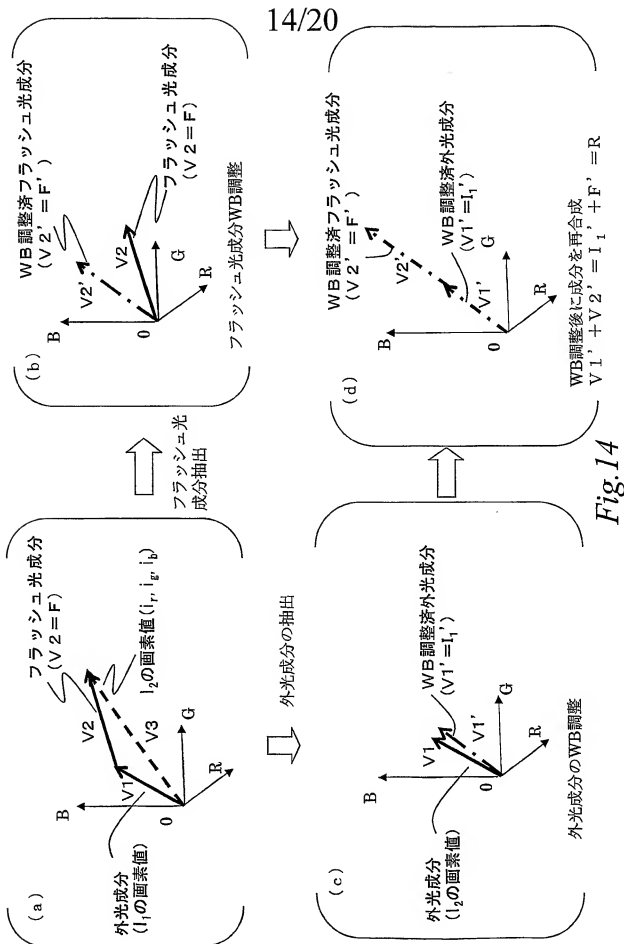 14/20
(a)
フラッシュ光成分
(V2=F)
I₂の画素値(iᵣ, i_g, i_b)
B
V1
V2
V3
G
R
0
外光成分
(I₁の画素値)
フラッシュ光
成分抽出
(b)
WB調整済フラッシュ光成分
(V2'=F')
フラッシュ光成分
(V2=F)
B
V2'
V2
G
R
0
フラッシュ光成分WB調整
外光成分の抽出
(c)
WB調整済外光成分
(V1'=I₁')
B
V1
V1'
G
R
0
外光成分
(I₂の画素値)
外光成分のWB調整
(d)
WB調整済フラッシュ光成分
(V2'=F')
WB調整済外光成分
(V1'=I₁')
B
V2'
V1'
G
R
0
WB調整後に成分を再合成
V1'+V2'=I₁'+F'=R
Fig.14